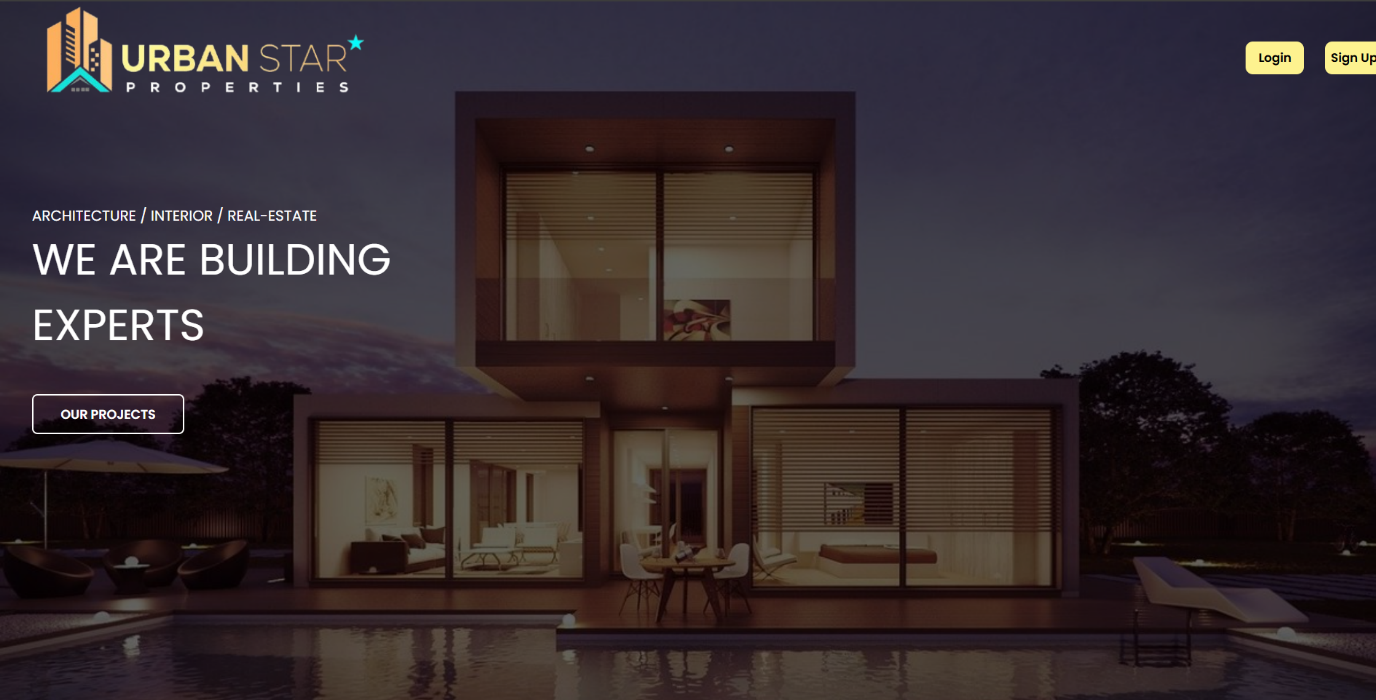 URBAN STAR
PROPERTIES
Login
Sign Up
ARCHITECTURE / INTERIOR / REAL-ESTATE
WE ARE BUILDING
EXPERTS
OUR PROJECTS